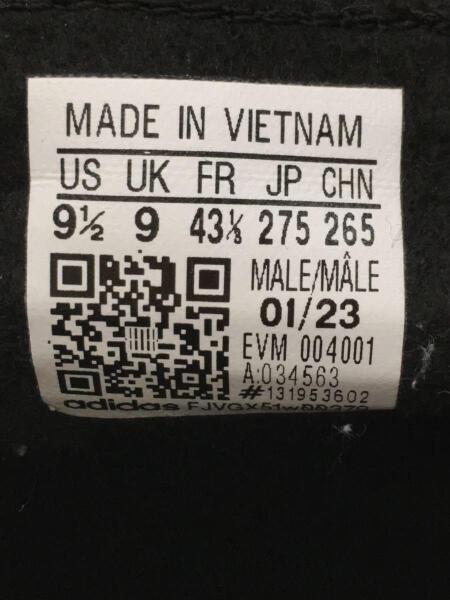 MADE IN VIETNAM
US UK FR JP CHN
9½ 9 43⅓ 275 265
MALE/MÂLE
01/23
EVM 004001
A:034563
#131953602
adidas